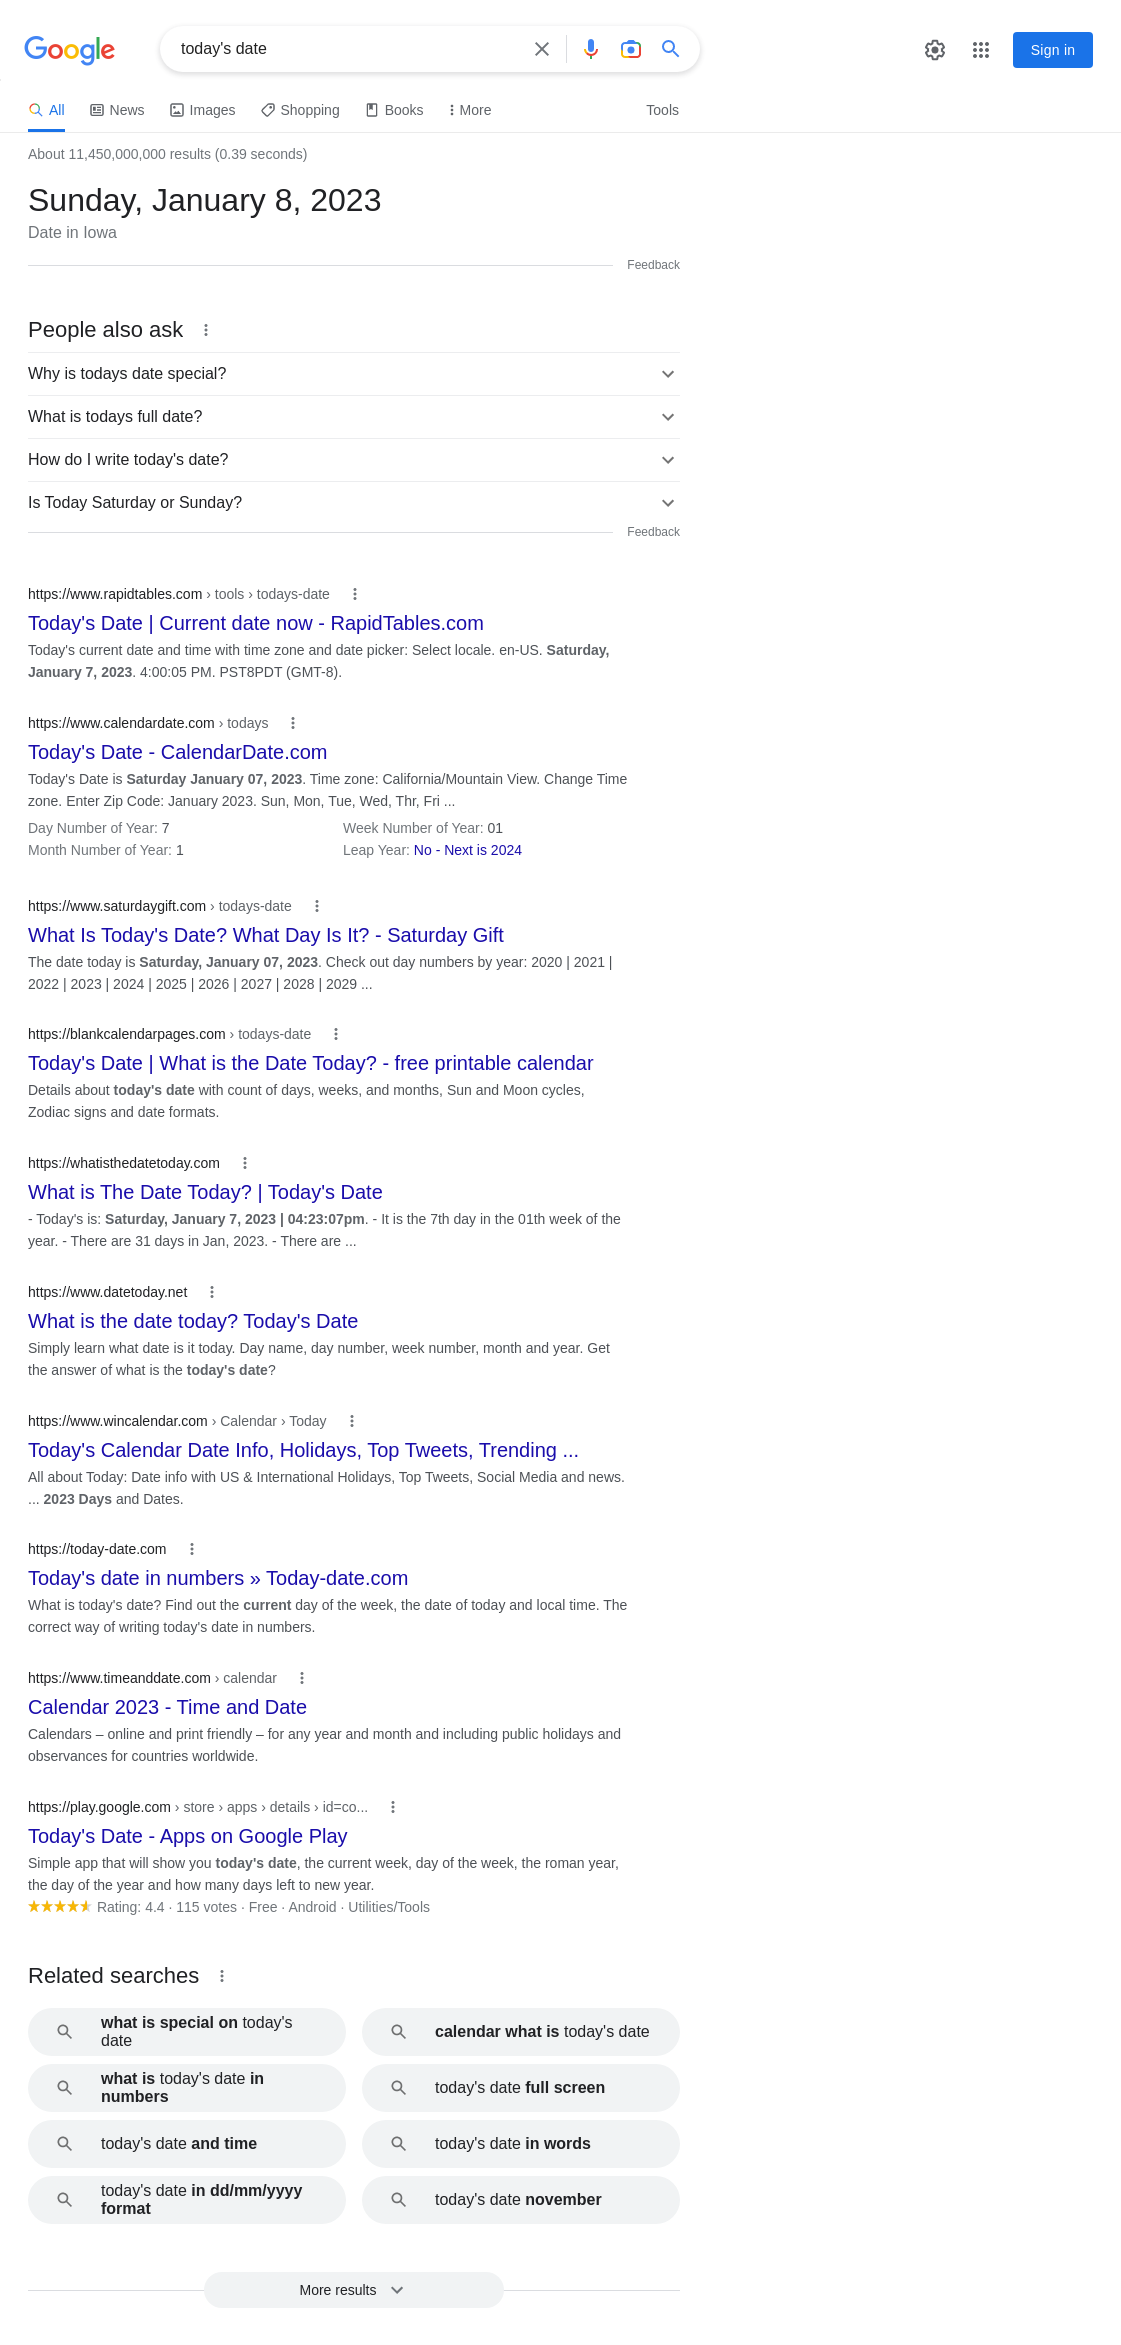 Google
today's date
Sign in
All
News
Images
Shopping
Books
More
Tools
About 11,450,000,000 results (0.39 seconds)
Sunday, January 8, 2023
Date in Iowa
Feedback
People also ask
Why is todays date special?
What is todays full date?
How do I write today's date?
Is Today Saturday or Sunday?
Feedback
https://www.rapidtables.com › tools › todays-date
Today's Date | Current date now - RapidTables.com
Today's current date and time with time zone and date picker: Select locale. en-US. Saturday,
January 7, 2023. 4:00:05 PM. PST8PDT (GMT-8).
https://www.calendardate.com › todays
Today's Date - CalendarDate.com
Today's Date is Saturday January 07, 2023. Time zone: California/Mountain View. Change Time
zone. Enter Zip Code: January 2023. Sun, Mon, Tue, Wed, Thr, Fri ...
Day Number of Year: 7
Week Number of Year: 01
Month Number of Year: 1
Leap Year: No - Next is 2024
https://www.saturdaygift.com › todays-date
What Is Today's Date? What Day Is It? - Saturday Gift
The date today is Saturday, January 07, 2023. Check out day numbers by year: 2020 | 2021 |
2022 | 2023 | 2024 | 2025 | 2026 | 2027 | 2028 | 2029 ...
https://blankcalendarpages.com › todays-date
Today's Date | What is the Date Today? - free printable calendar
Details about today's date with count of days, weeks, and months, Sun and Moon cycles,
Zodiac signs and date formats.
https://whatisthedatetoday.com
What is The Date Today? | Today's Date
- Today's is: Saturday, January 7, 2023 | 04:23:07pm. - It is the 7th day in the 01th week of the
year. - There are 31 days in Jan, 2023. - There are ...
https://www.datetoday.net
What is the date today? Today's Date
Simply learn what date is it today. Day name, day number, week number, month and year. Get
the answer of what is the today's date?
https://www.wincalendar.com › Calendar › Today
Today's Calendar Date Info, Holidays, Top Tweets, Trending ...
All about Today: Date info with US & International Holidays, Top Tweets, Social Media and news.
... 2023 Days and Dates.
https://today-date.com
Today's date in numbers » Today-date.com
What is today's date? Find out the current day of the week, the date of today and local time. The
correct way of writing today's date in numbers.
https://www.timeanddate.com › calendar
Calendar 2023 - Time and Date
Calendars – online and print friendly – for any year and month and including public holidays and
observances for countries worldwide.
https://play.google.com › store › apps › details › id=co...
Today's Date - Apps on Google Play
Simple app that will show you today's date, the current week, day of the week, the roman year,
the day of the year and how many days left to new year.
Rating: 4.4 · 115 votes · Free · Android · Utilities/Tools
Related searches
what is special on today's
date
calendar what is today's date
what is today's date in
numbers
today's date full screen
today's date and time
today's date in words
today's date in dd/mm/yyyy
format
today's date november
More results